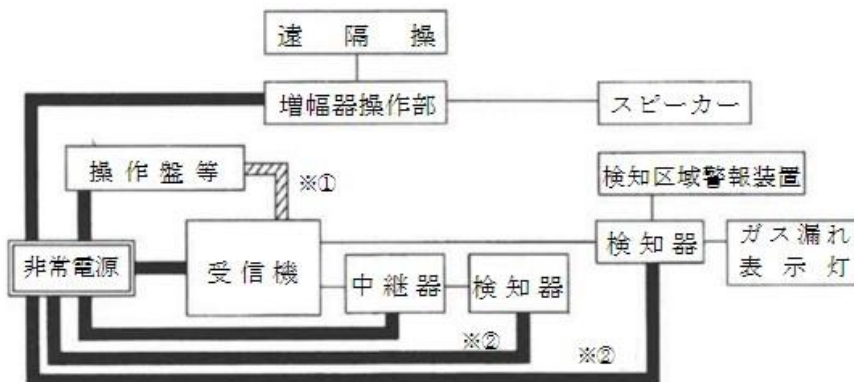 遠隔操
増幅器操作部
スピーカー
操作盤等
※①
検知区域警報装置
非常電源
受信機
検知器
ガス漏れ
表示灯
中継器
検知器
※②
※②